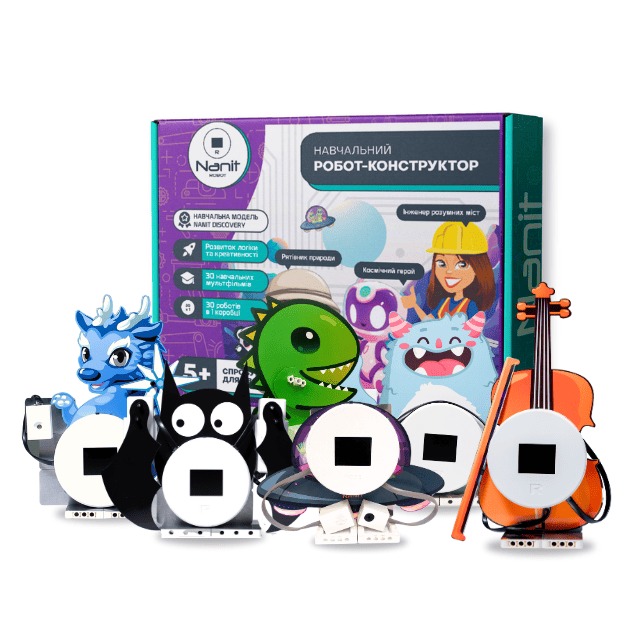 R
Nanit
ROBOT
НАВЧАЛЬНИЙ
РОБОТ-КОНСТРУКТОР
НАВЧАЛЬНА МОДЕЛЬ
NANIT DISCOVERY
Розвиток логіки
та креативності
30 навчальних
мультфільмів
30 роботів
в 1 коробці
5+
Інженер розумних міст
Рятівник природи
Космічний герой
Nanit
R